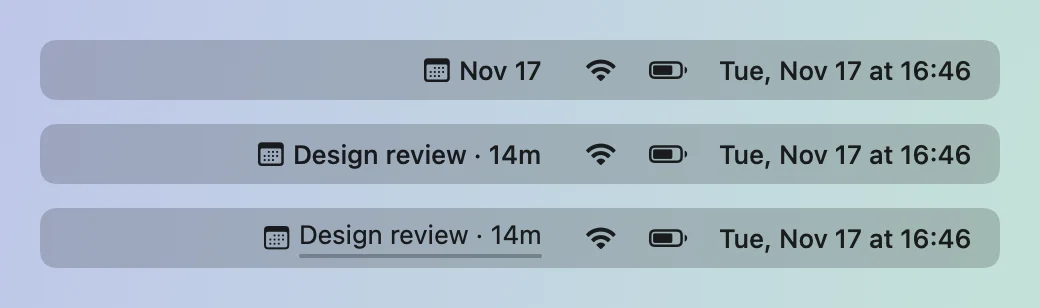 Nov 17 Tue, Nov 17 at 16:46
Design review · 14m Tue, Nov 17 at 16:46
Design review · 14m Tue, Nov 17 at 16:46